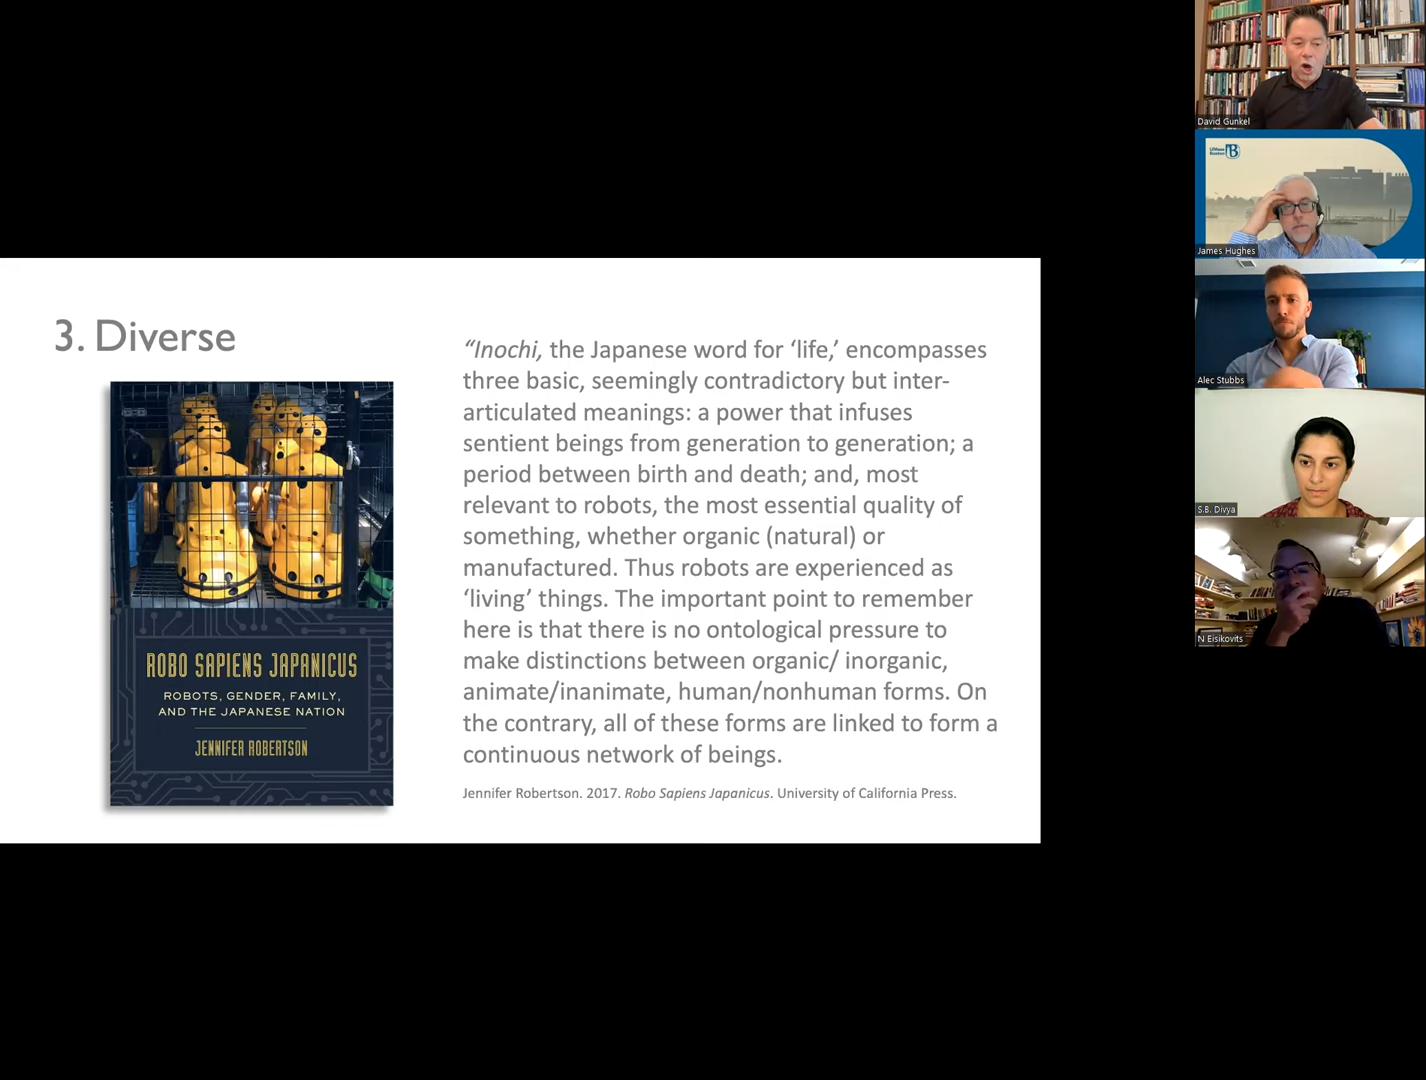 David Gunkel
UMass
Boston
James Hughes
Alec Stubbs
S.B. Divya
N Eisikovits
3. Diverse
ROBO SAPIENS JAPANICUS
ROBOTS, GENDER, FAMILY,
AND THE JAPANESE NATION
JENNIFER ROBERTSON
“Inochi, the Japanese word for ‘life,’ encompasses
three basic, seemingly contradictory but inter-
articulated meanings: a power that infuses
sentient beings from generation to generation; a
period between birth and death; and, most
relevant to robots, the most essential quality of
something, whether organic (natural) or
manufactured. Thus robots are experienced as
‘living’ things. The important point to remember
here is that there is no ontological pressure to
make distinctions between organic/ inorganic,
animate/inanimate, human/nonhuman forms. On
the contrary, all of these forms are linked to form a
continuous network of beings.
Jennifer Robertson. 2017. Robo Sapiens Japanicus. University of California Press.